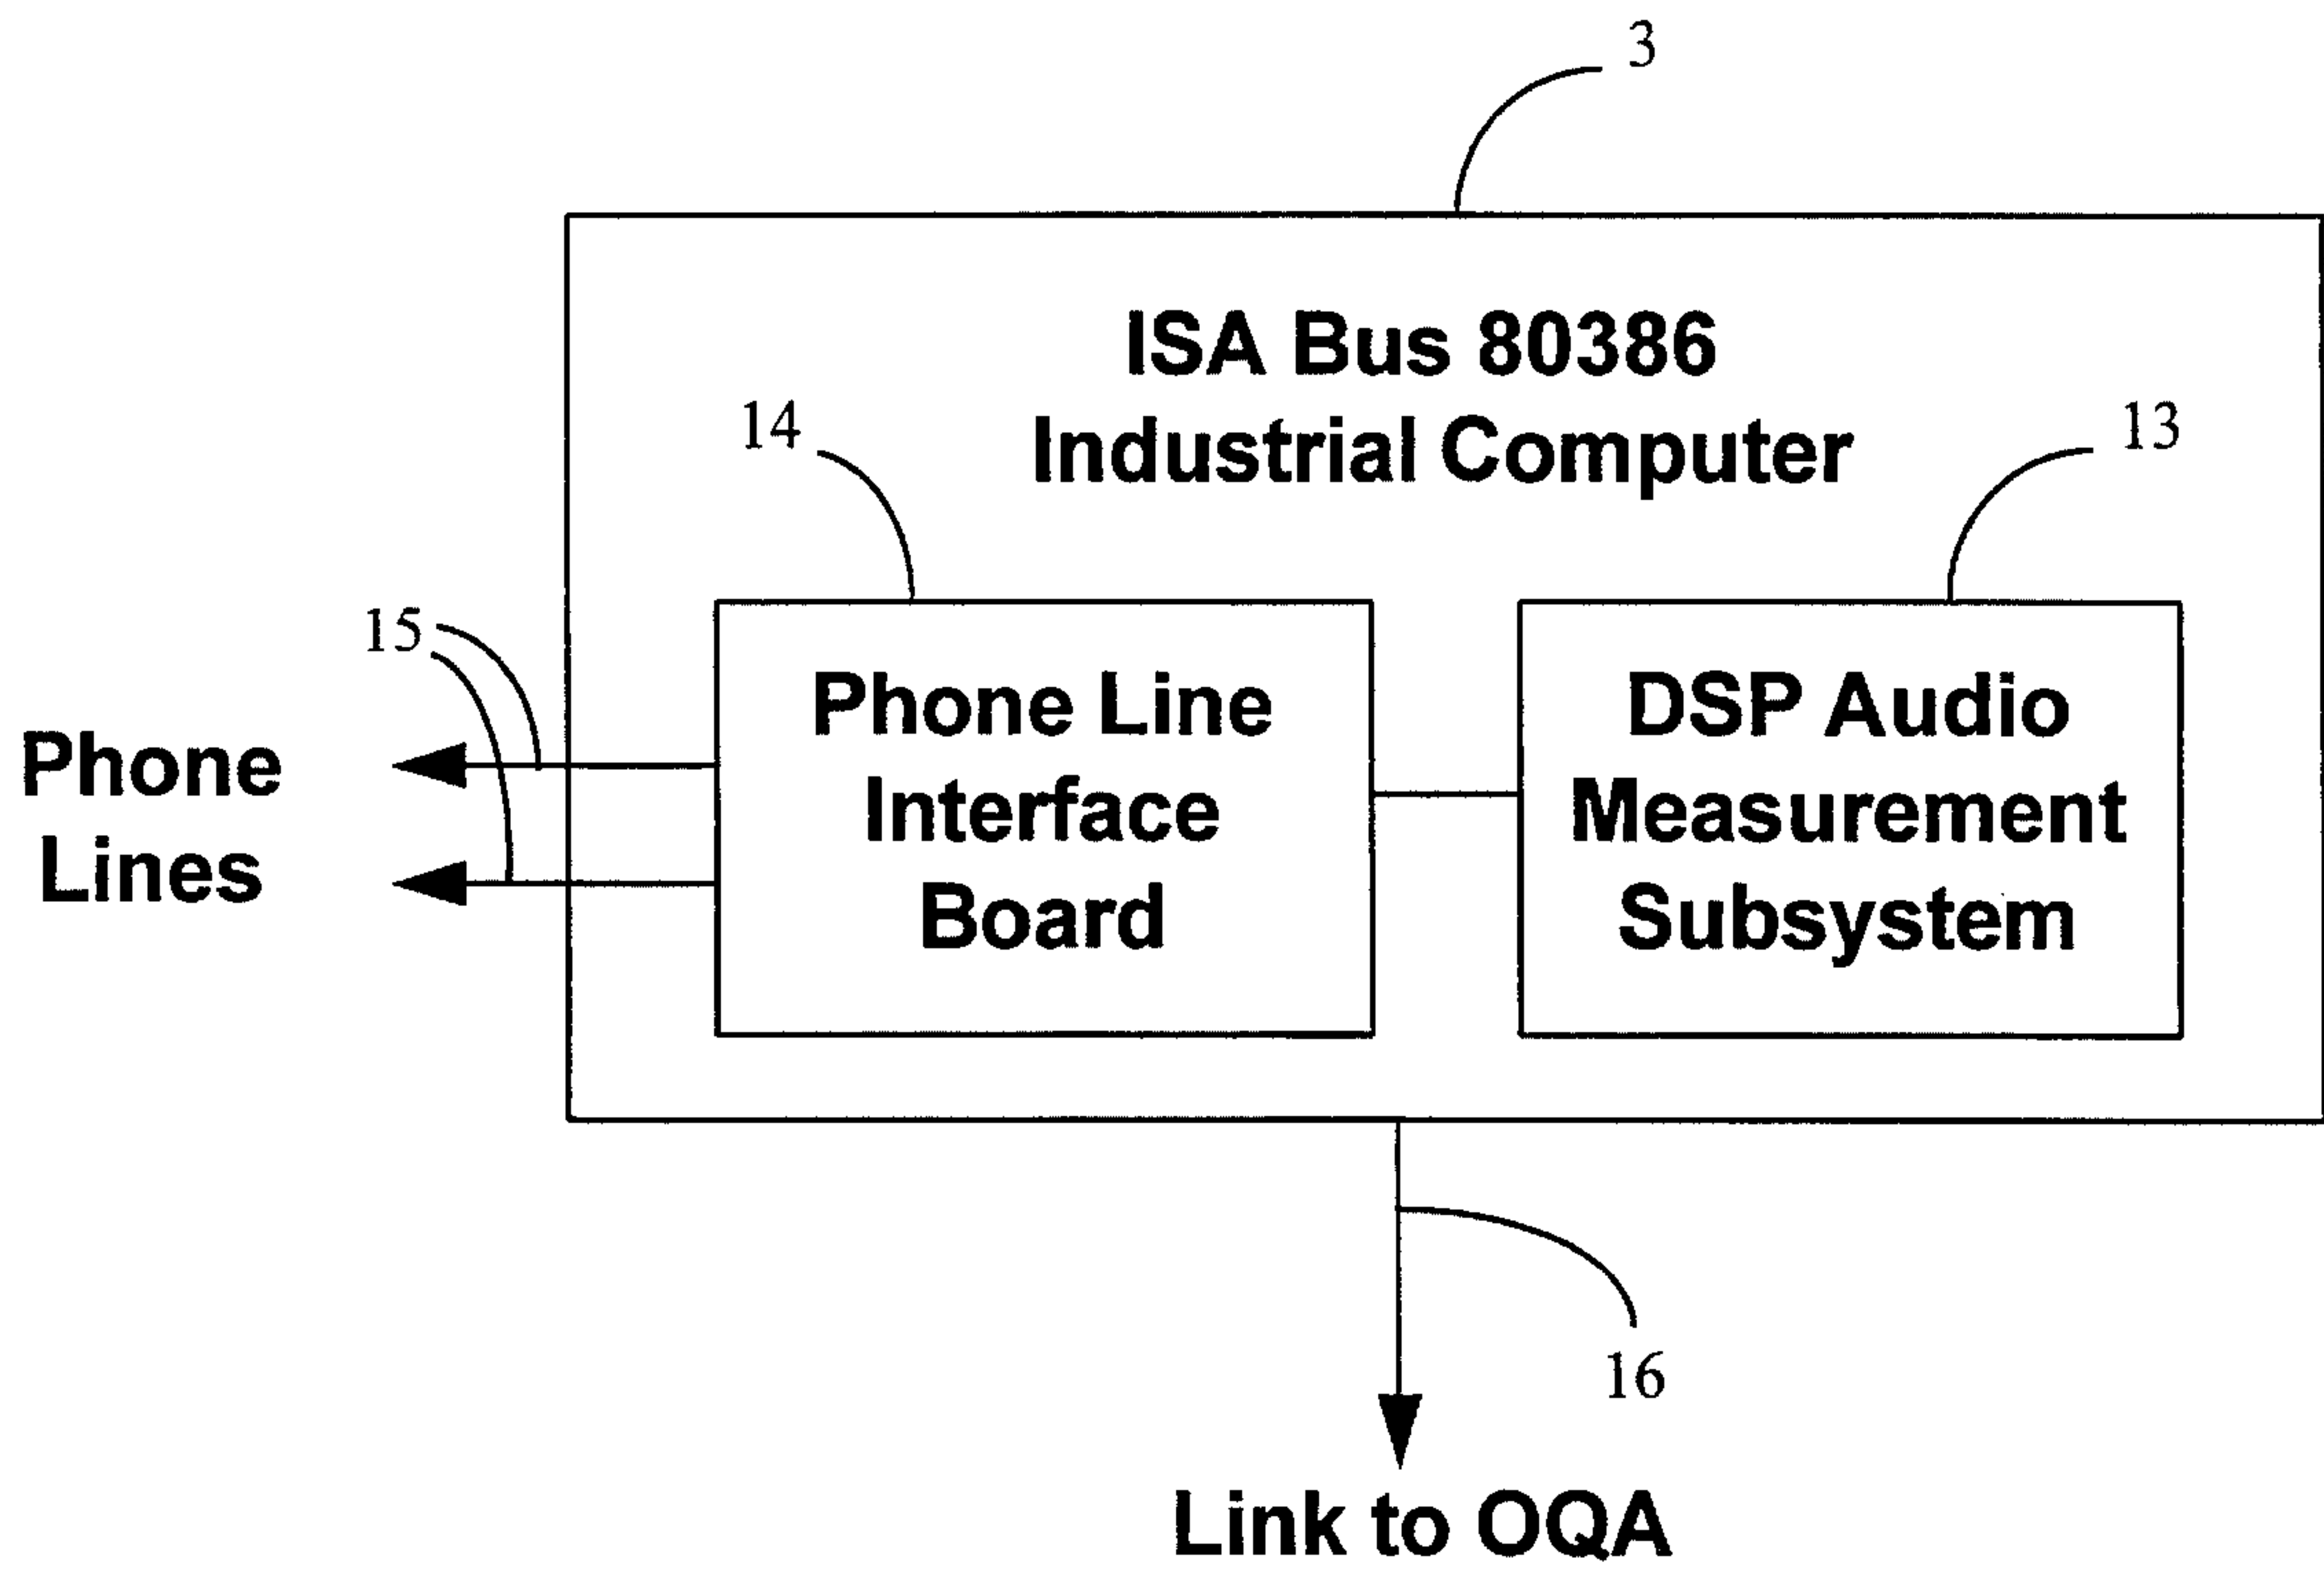 3
ISA Bus 80386
Industrial Computer
14
13
15
Phone Line
Interface
Board
DSP Audio
Measurement
Subsystem
Phone
Lines
16
Link to OQA